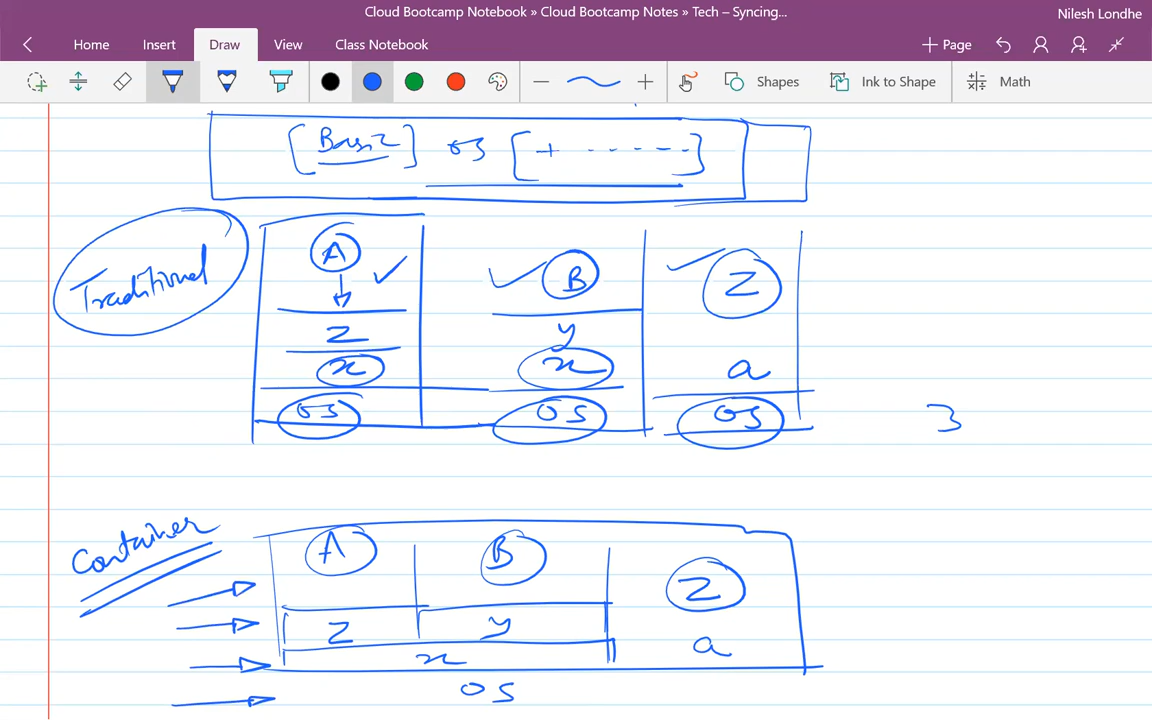 Cloud Bootcamp Notebook » Cloud Bootcamp Notes » Tech – Syncing...
Nilesh Londhe
Home Insert Draw View Class Notebook
Page
Shapes Ink to Shape Math
[Basic] OS [+ ......]
Traditional
A B Z
z y
x x a
OS OS OS
3
Container
A B Z
z y a
x
OS